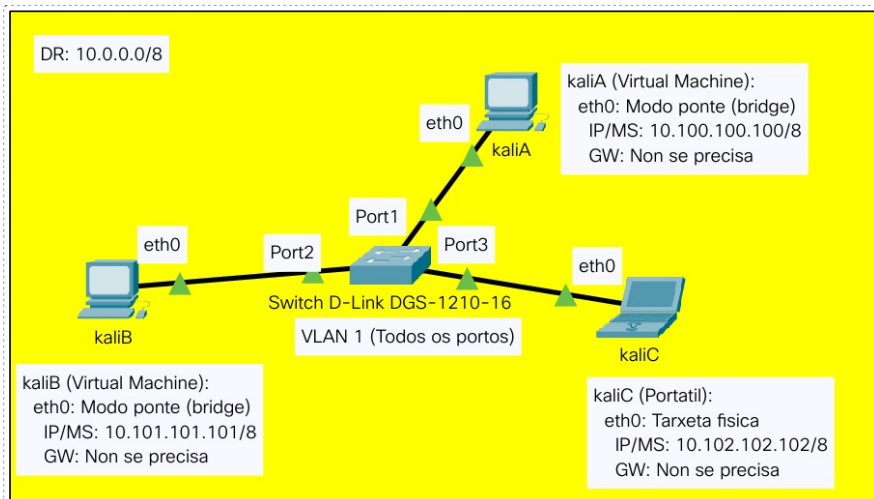 DR: 10.0.0.0/8
kaliA (Virtual Machine):
eth0: Modo ponte (bridge)
IP/MS: 10.100.100.100/8
GW: Non se precisa
eth0
kaliA
Port1
eth0
Port2
Port3
eth0
kaliB
Switch D-Link DGS-1210-16
VLAN 1 (Todos os portos)
kaliC
kaliB (Virtual Machine):
eth0: Modo ponte (bridge)
IP/MS: 10.101.101.101/8
GW: Non se precisa
kaliC (Portatil):
eth0: Tarxeta fisica
IP/MS: 10.102.102.102/8
GW: Non se precisa